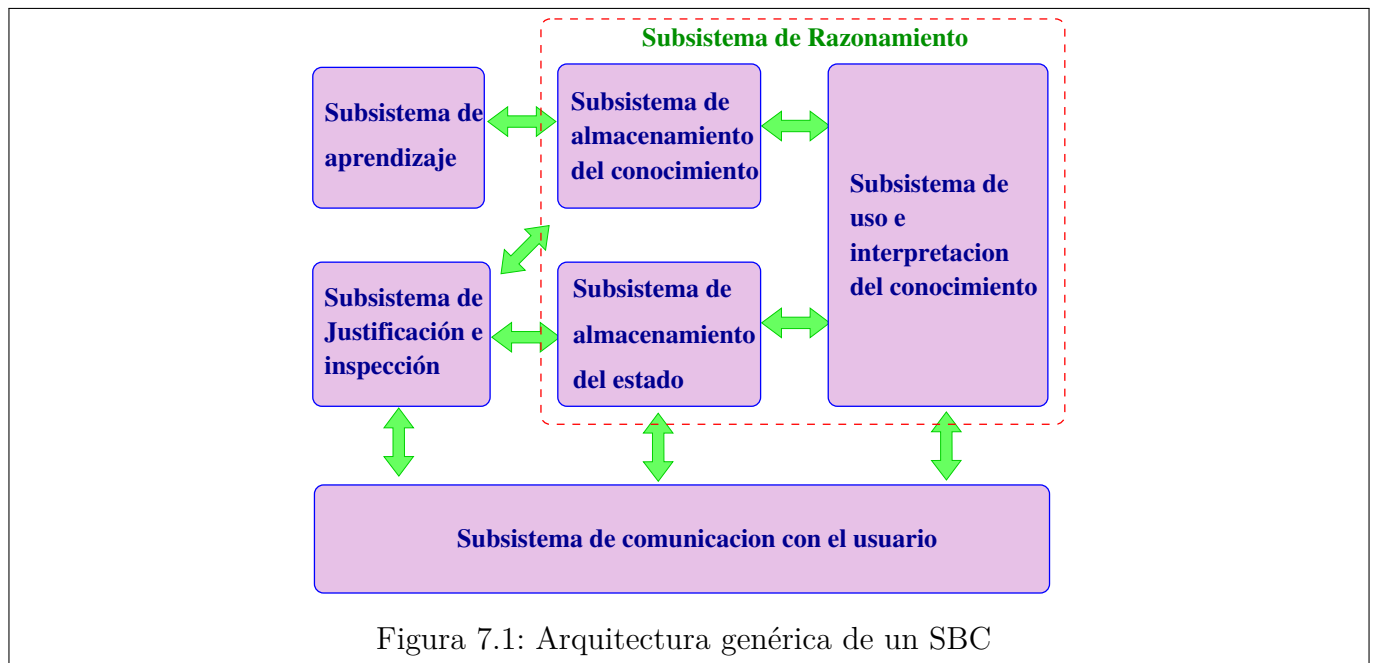 Subsistema de Razonamiento
Subsistema de
aprendizaje
Subsistema de
almacenamiento
del conocimiento
Subsistema de
uso e
interpretacion
del conocimiento
Subsistema de
Justificación e
inspección
Subsistema de
almacenamiento
del estado
Subsistema de comunicacion con el usuario
Figura 7.1: Arquitectura genérica de un SBC